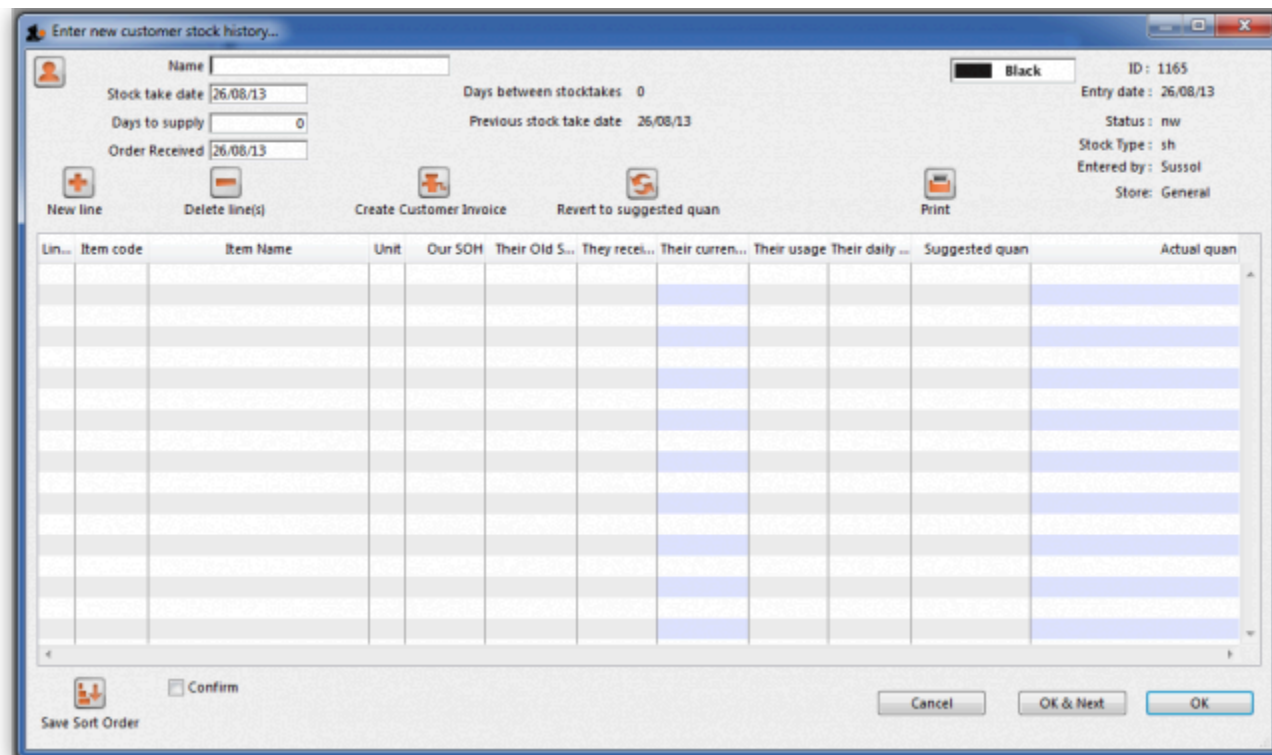 Enter new customer stock history...
Name
Black
ID : 1165
Stock take date 26/08/13
Days between stocktakes 0
Entry date : 26/08/13
Days to supply 0
Previous stock take date 26/08/13
Status : nw
Order Received 26/08/13
Stock Type : sh
Entered by : Sussol
Store: General
New line
Delete line(s)
Create Customer Invoice
Revert to suggested quan
Print
Lin... Item code Item Name Unit Our SOH Their Old S... They recei... Their curren... Their usage Their daily ... Suggested quan Actual quan
Confirm
Save Sort Order
Cancel
OK & Next
OK